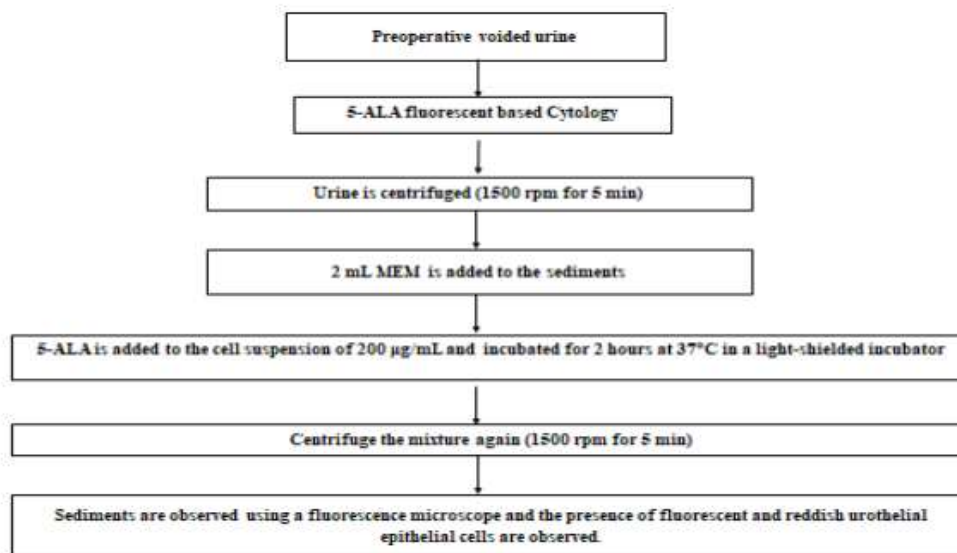 Preoperative voided urine
5-ALA fluorescent based Cytology
Urine is centrifuged (1500 rpm for 5 min)
2 mL MEM is added to the sediments
5-ALA is added to the cell suspension of 200 µg/mL and incubated for 2 hours at 37°C in a light-shielded incubator
Centrifuge the mixture again (1500 rpm for 5 min)
Sediments are observed using a fluorescence microscope and the presence of fluorescent and reddish urothelial
epithelial cells are observed.